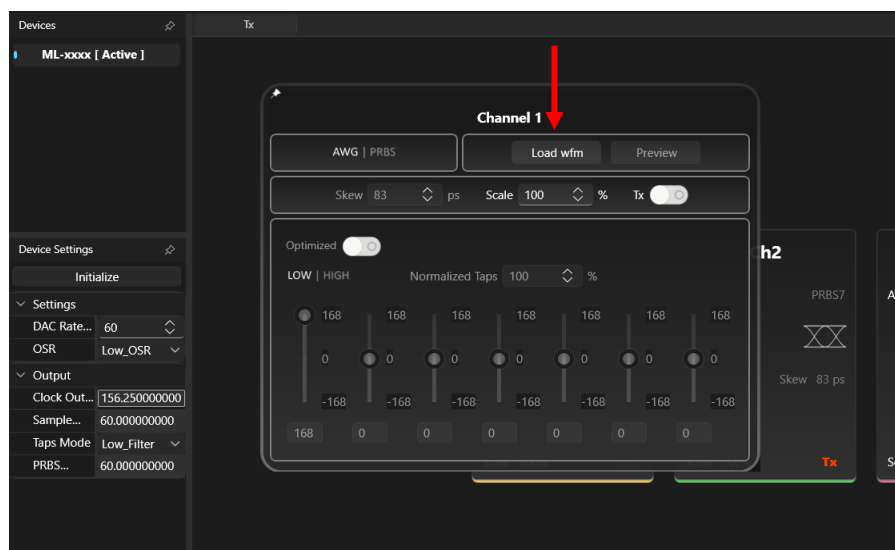 Devices
Tx
ML-xxxx [ Active ]
Channel 1
AWG | PRBS
Load wfm
Preview
Skew 83 ps
Scale 100 %
Tx
Device Settings
Initialize
Settings
DAC Rate... 60
OSR Low_OSR
Output
Clock Out... 156.250000000
Sample... 60.000000000
Taps Mode Low_Filter
PRBS... 60.000000000
Optimized
LOW | HIGH
Normalized Taps 100 %
168 168 168 168 168 168 168
0 0 0 0 0 0 0
-168 -168 -168 -168 -168 -168 -168
168 0 0 0 0 0 0
h2
PRBS7
Skew 83 ps
Tx
A
S